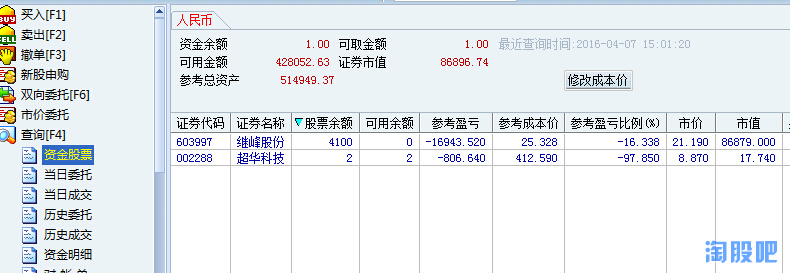 买入[F1]
卖出[F2]
撤单[F3]
新股申购
双向委托[F6]
市价委托
查询[F4]
资金股票
当日委托
当日成交
历史委托
历史成交
资金明细
人民币
资金余额 1.00 可取金额 1.00 最近查询时间:2016-04-07 15:01:20
可用金额 428052.63 证券市值 86896.74
参考总资产 514949.37
修改成本价
证券代码 证券名称 股票余额 可用余额 参考盈亏 参考成本价 参考盈亏比例(%) 市价 市值
603997 继峰股份 4100 0 -16943.520 25.328 -16.338 21.190 86879.000
002288 超华科技 2 2 -806.640 412.590 -97.850 8.870 17.740
淘股吧